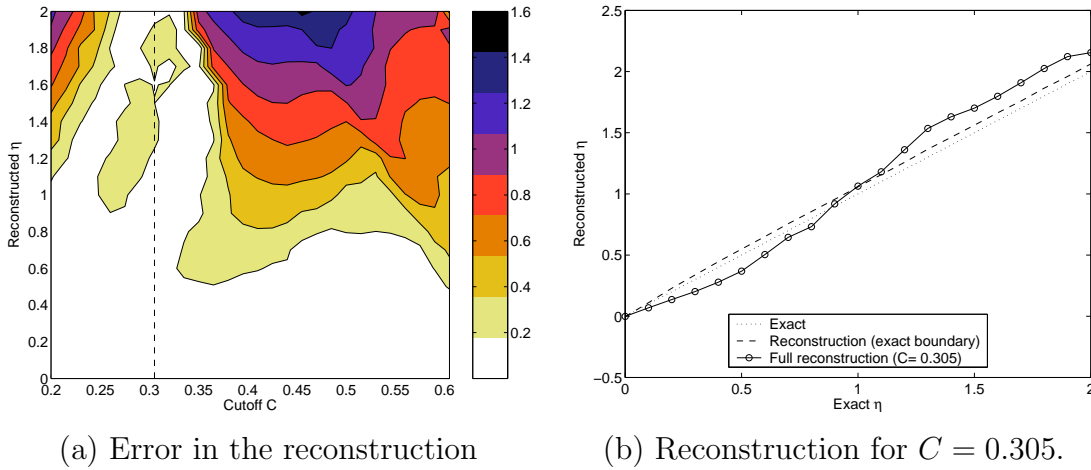 2
1.8
1.6
1.4
1.2
1
0.8
0.6
0.4
0.2
0
Reconstructed η
0.2 0.25 0.3 0.35 0.4 0.45 0.5 0.55 0.6
Cutoff C
1.6
1.4
1.2
1
0.8
0.6
0.4
0.2
(a) Error in the reconstruction
2.5
2
1.5
1
0.5
0
−0.5
Reconstructed η
0 0.5 1 1.5 2
Exact η
Exact
Reconstruction (exact boundary)
Full reconstruction (C= 0.305)
(b) Reconstruction for C = 0.305.